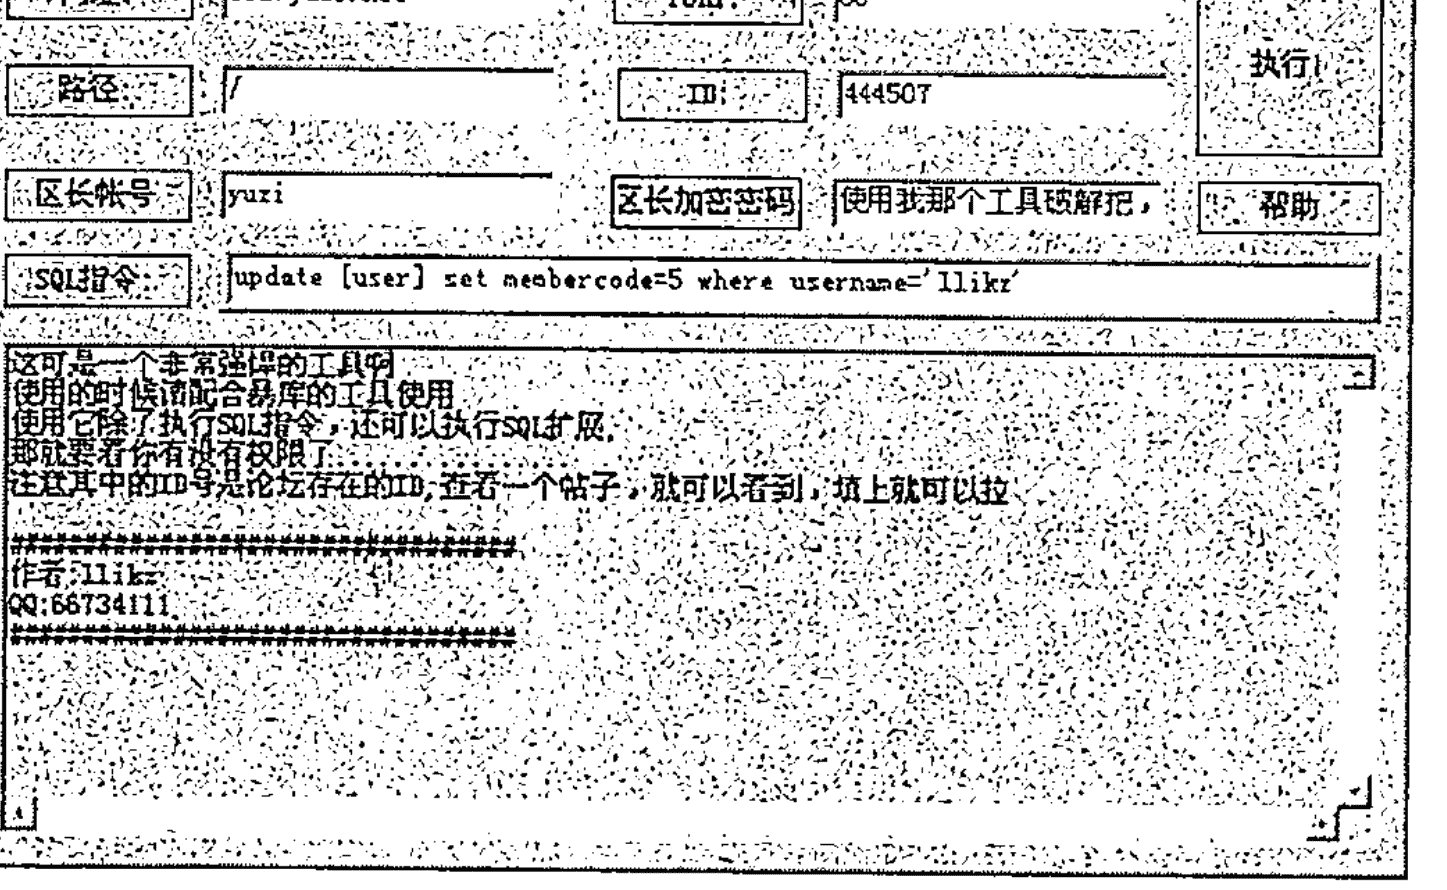 执行!
路径: / ID: 444507
区长帐号 yuzi 区长加密密码 使用我那个工具破解把, 帮助
SQL指令: update [user] set membercode=5 where username='llikz'
这可是一个非常强悍的工具啊
使用的时候请配合暴库的工具使用
使用它除了执行SQL指令,还可以执行SQL扩展,
那就要看你有没有权限了
注意其中的ID号是论坛存在的ID,查看一个帖子,就可以看到,填上就可以拉
作者:llikz
QQ:66734111